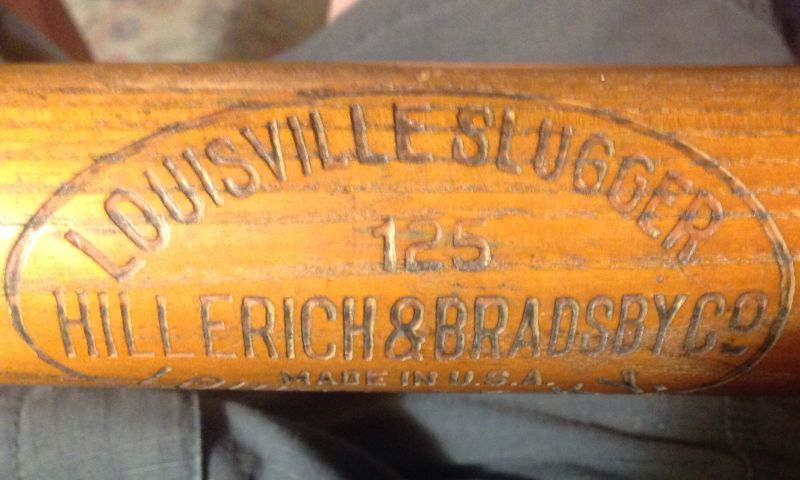 LOUISVILLE SLUGGER
125
HILLERICH & BRADSBY CO
MADE IN U.S.A.